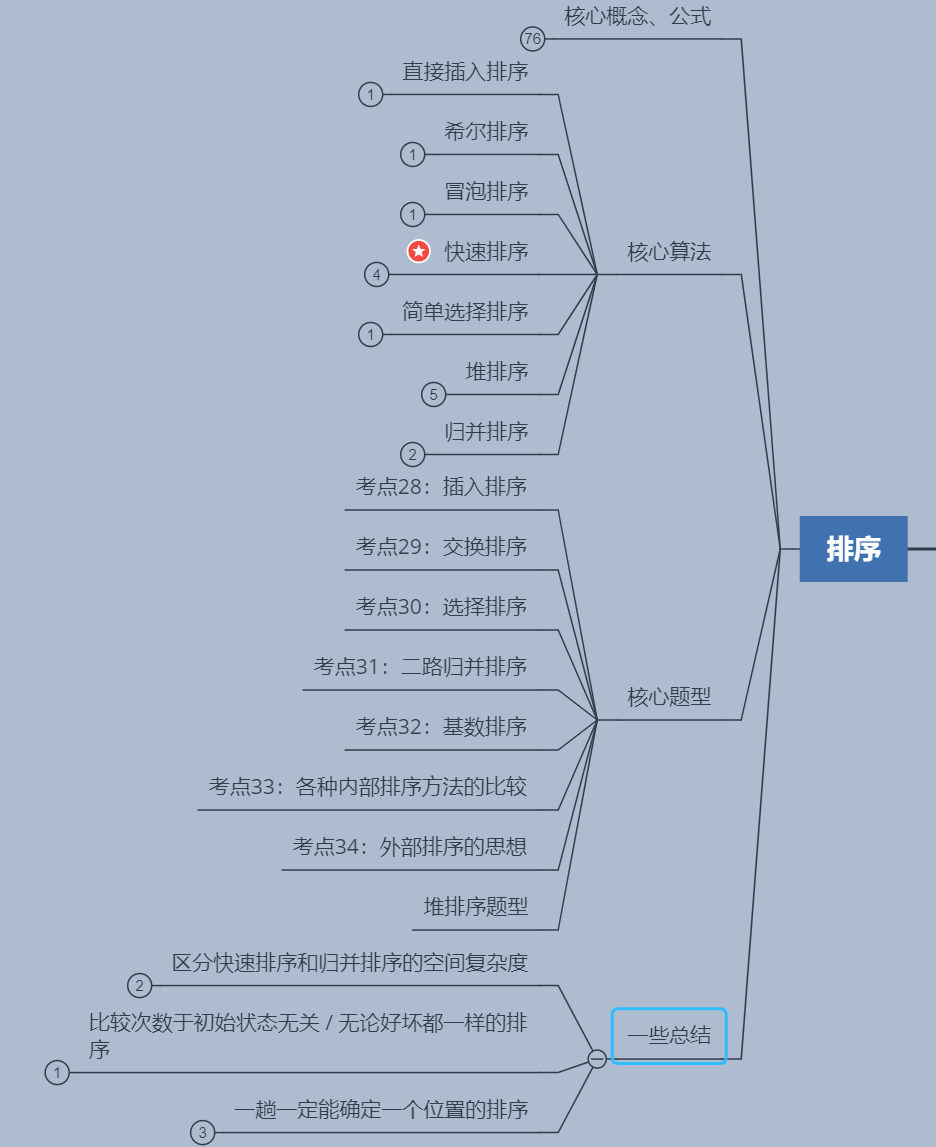 核心概念、公式
76
直接插入排序
1
希尔排序
1
冒泡排序
1
快速排序
4
核心算法
简单选择排序
1
堆排序
5
归并排序
2
考点28：插入排序
考点29：交换排序
排序
考点30：选择排序
考点31：二路归并排序
核心题型
考点32：基数排序
考点33：各种内部排序方法的比较
考点34：外部排序的思想
堆排序题型
区分快速排序和归并排序的空间复杂度
2
比较次数于初始状态无关 / 无论好坏都一样的排
序
1
一些总结
一趟一定能确定一个位置的排序
3